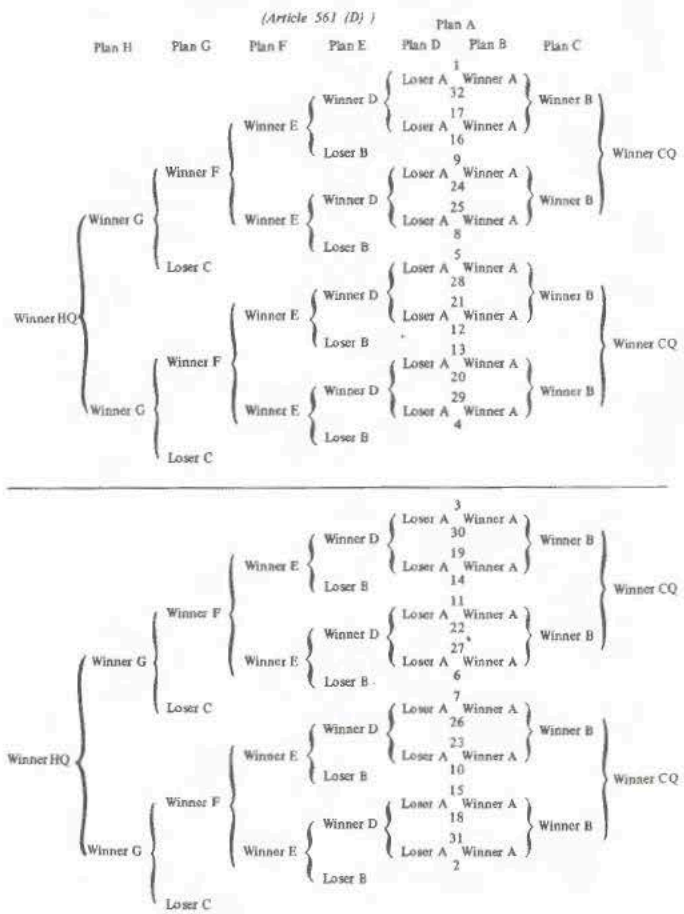 (Article 561 (D) )
Plan A
Plan H Plan G Plan F Plan E Plan D Plan B Plan C
1
Loser A Winner A
Winner D 32 Winner B
17
Winner E Loser A Winner A
Loser B 16
9 Winner CQ
Winner F Loser A Winner A
24
Winner D 25 Winner B
Winner G Winner E Loser A Winner A
8
Loser B
5
Loser C Loser A Winner A
28
Winner D Winner B
21
Winner HQ Winner E Loser A Winner A
12
Loser B Winner CQ
13
Winner F Loser A Winner A
20
Winner D Winner B
29
Winner G Winner E Loser A Winner A
4
Loser B
Loser C
3
Loser A Winner A
30
Winner D Winner B
19
Winner E Loser A Winner A
14
Loser B Winner CQ
11
Winner F Loser A Winner A
22
Winner D Winner B
27
Winner G Winner E Loser A Winner A
6
Loser B
7
Loser C Loser A Winner A
26
Winner D Winner B
23
Winner HQ Winner E Loser A Winner A
10
Loser B Winner CQ
15
Winner F Loser A Winner A
18
Winner D Winner B
31
Winner G Winner E Loser A Winner A
2
Loser B
Loser C